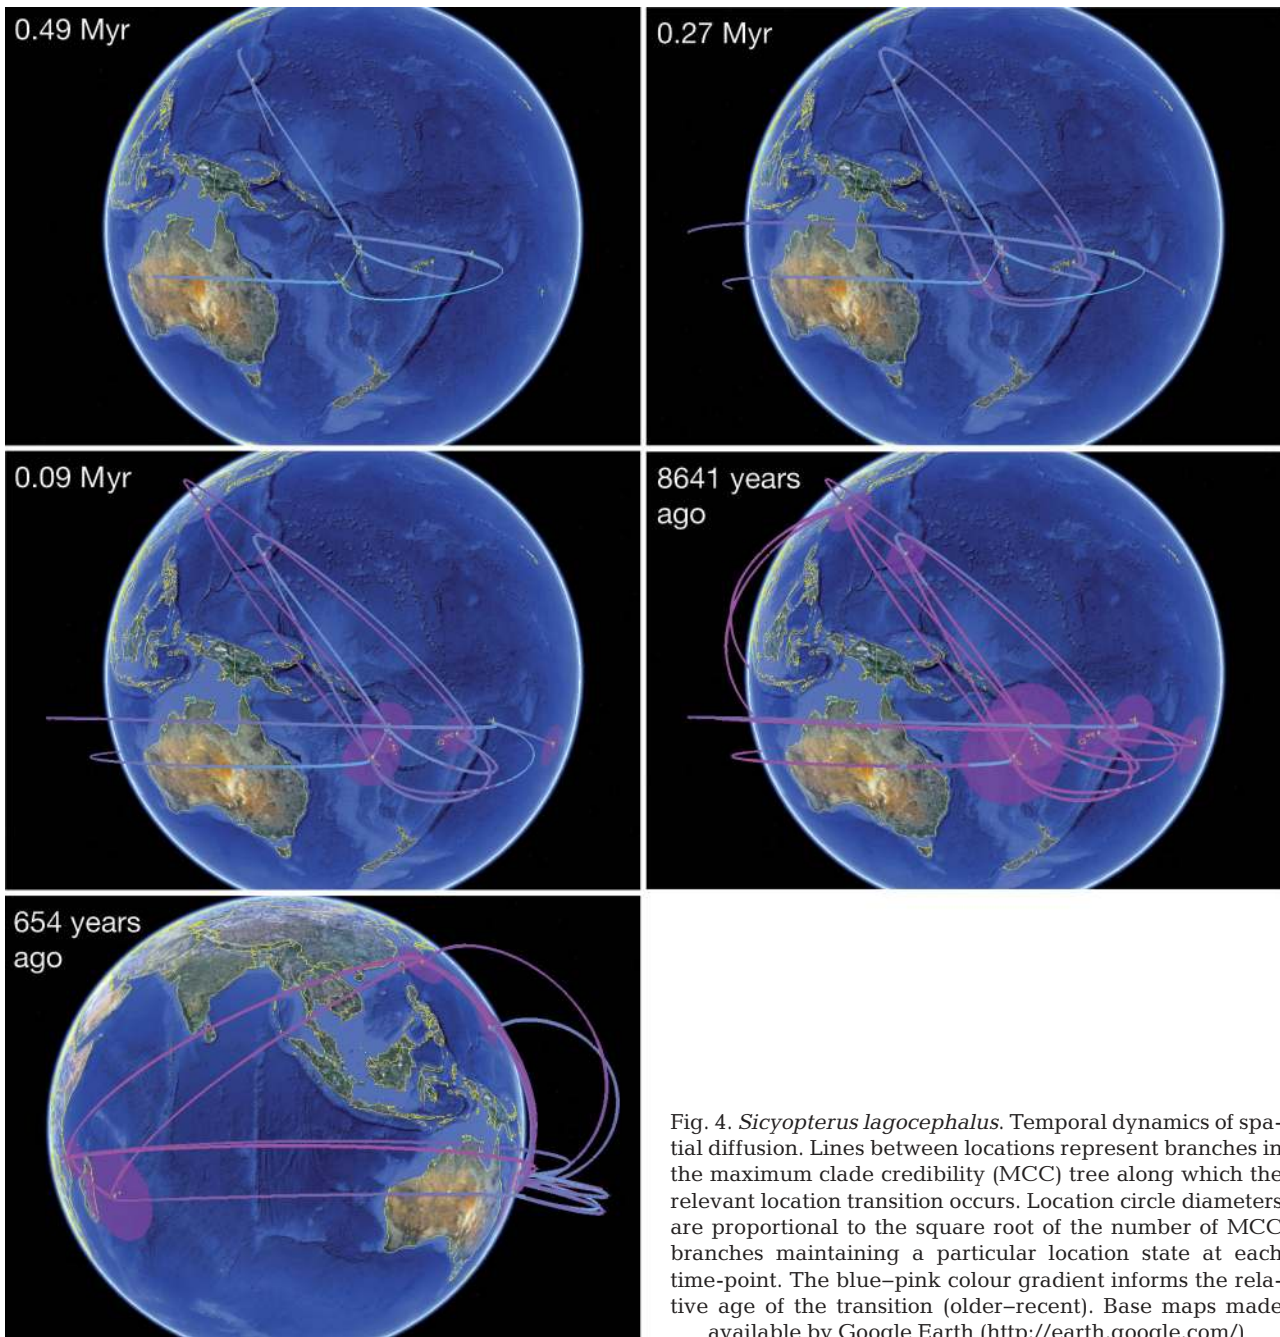 0.49 Myr
0.27 Myr
0.09 Myr
8641 years
ago
654 years
ago
Fig. 4. Sicyopterus lagocephalus. Temporal dynamics of spa-
tial diffusion. Lines between locations represent branches in
the maximum clade credibility (MCC) tree along which the
relevant location transition occurs. Location circle diameters
are proportional to the square root of the number of MCC
branches maintaining a particular location state at each
time-point. The blue–pink colour gradient informs the rela-
tive age of the transition (older–recent). Base maps made
available by Google Earth (http://earth.google.com/)